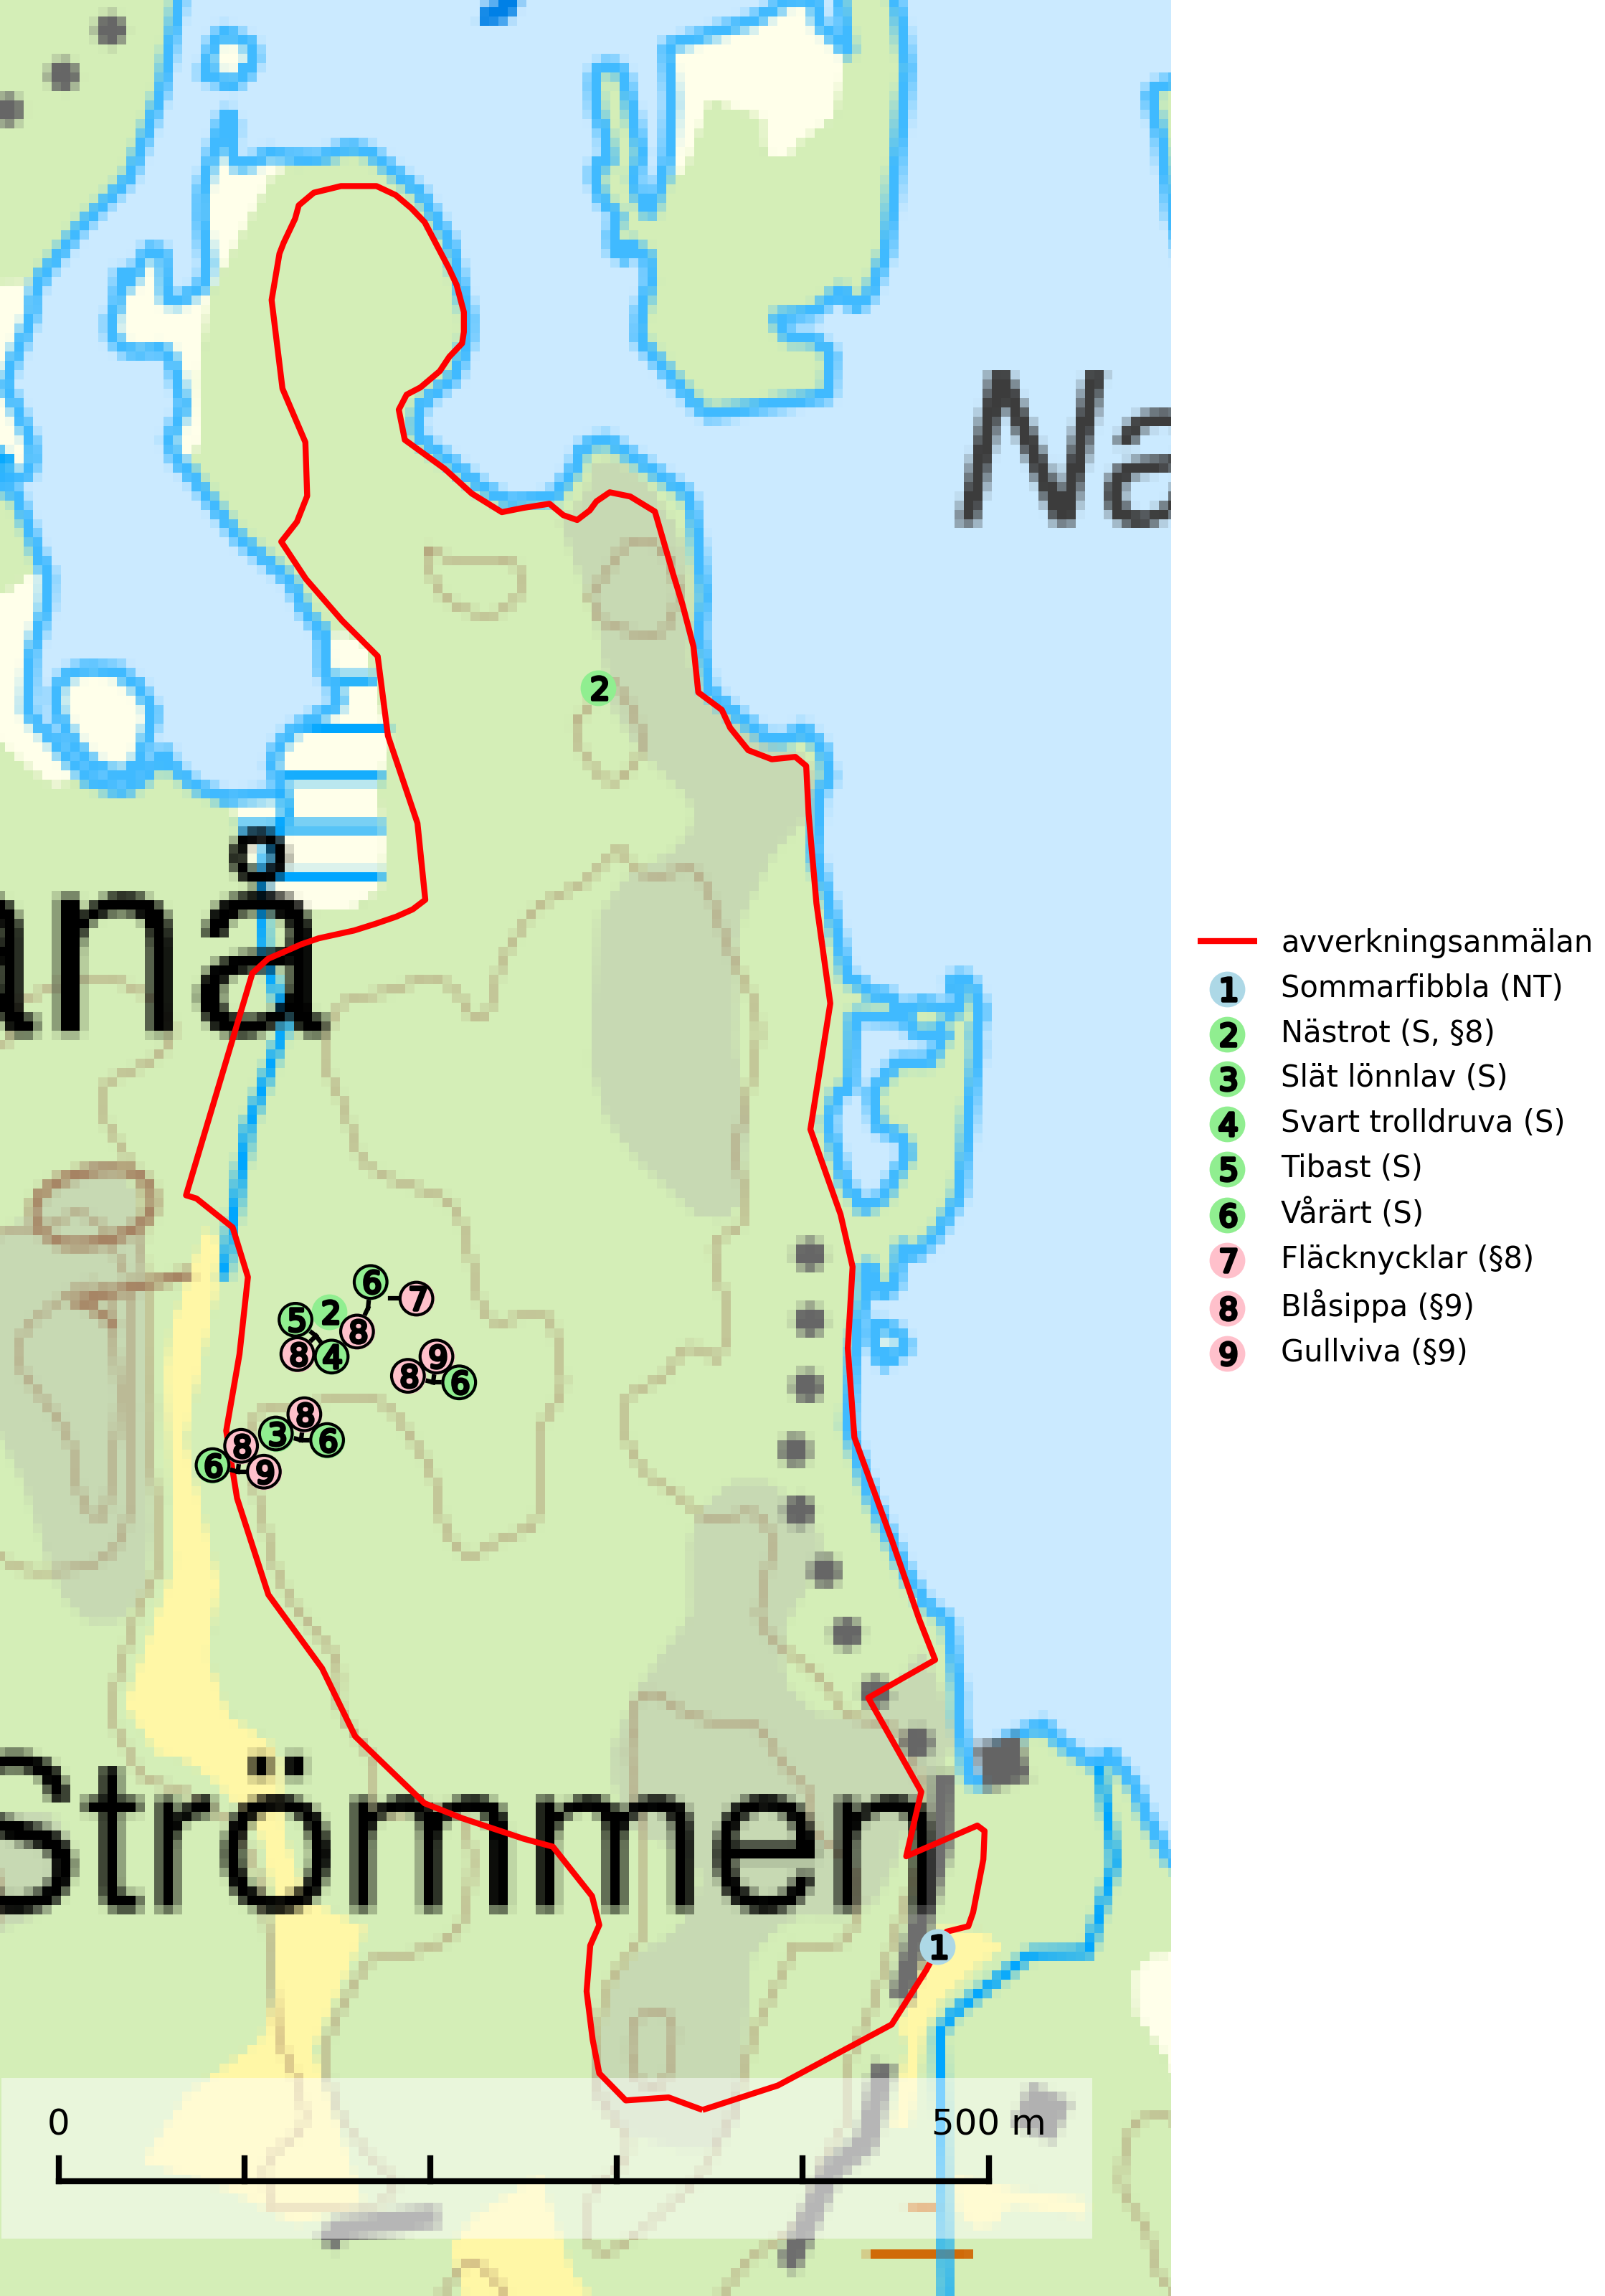 Na
2
anå
6
7
5
2
8
8
4
9
8
6
8
3
6
8
6
9
Strömmen
1
0
500 m
avverkningsanmälan
1 Sommarfibbla (NT)
2 Nästrot (S, §8)
3 Slät lönnlav (S)
4 Svart trolldruva (S)
5 Tibast (S)
6 Vårärt (S)
7 Fläcknycklar (§8)
8 Blåsippa (§9)
9 Gullviva (§9)